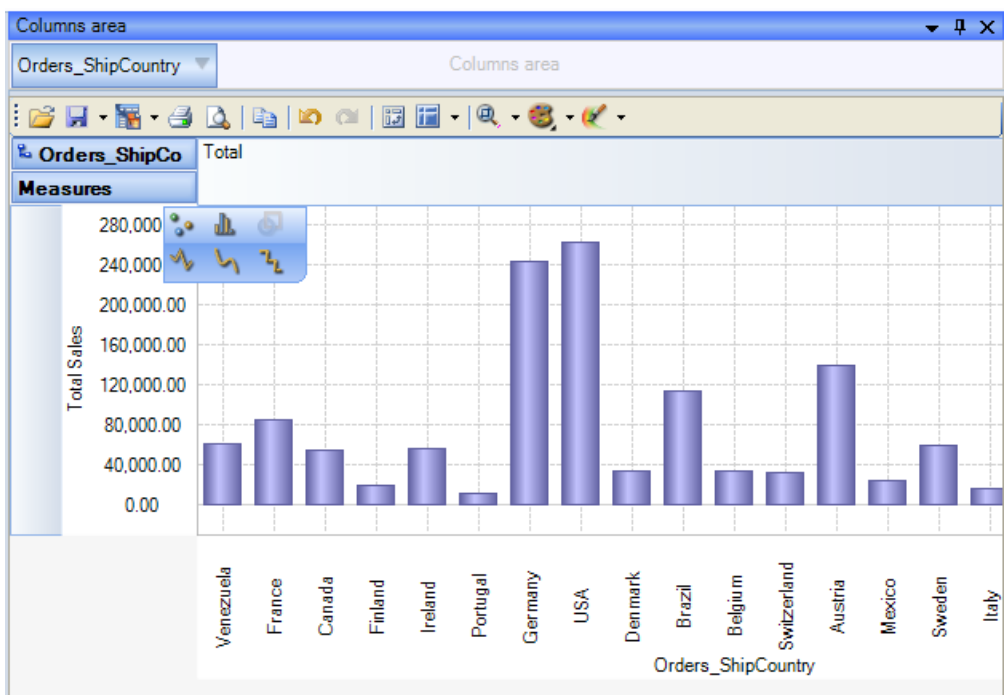 Columns area
Orders_ShipCountry
Columns area
Orders_ShipCo
Total
Measures
280,000
240,000
200,000.00
160,000.00
120,000.00
80,000.00
40,000.00
0.00
Total Sales
Venezuela
France
Canada
Finland
Ireland
Portugal
Germany
USA
Denmark
Brazil
Belgium
Switzerland
Austria
Mexico
Sweden
Italy
Orders_ShipCountry